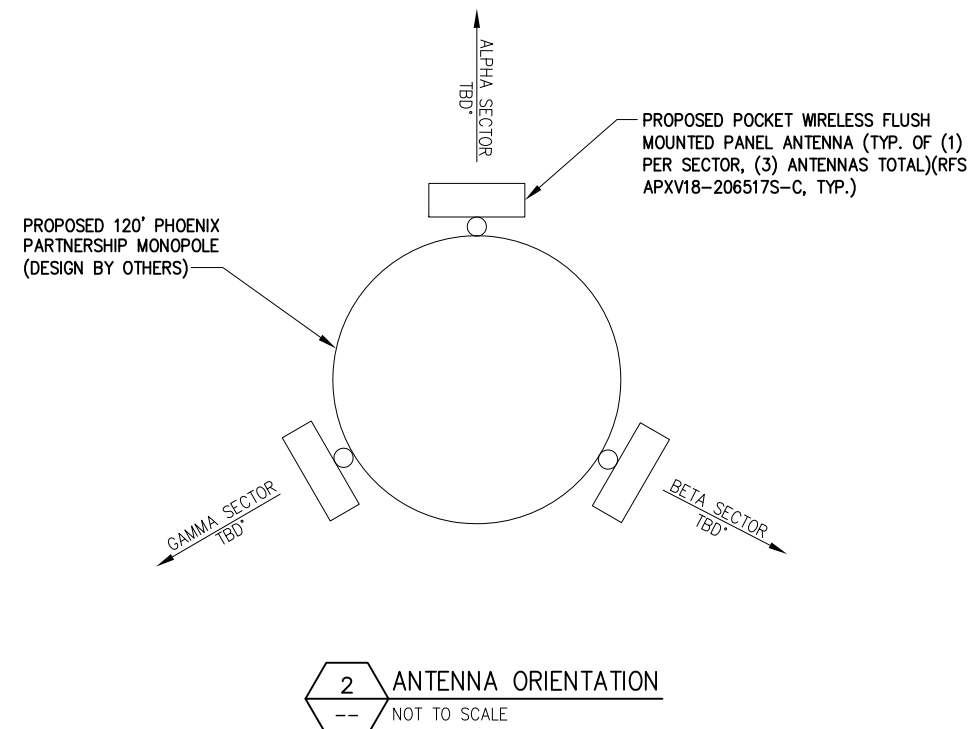 ALPHA SECTOR
TBD°
PROPOSED POCKET WIRELESS FLUSH
MOUNTED PANEL ANTENNA (TYP. OF (1)
PER SECTOR, (3) ANTENNAS TOTAL)(RFS
APXV18-206517S-C, TYP.)
PROPOSED 120' PHOENIX
PARTNERSHIP MONOPOLE
(DESIGN BY OTHERS)
GAMMA SECTOR
TBD°
BETA SECTOR
TBD°
2 ANTENNA ORIENTATION
-- NOT TO SCALE